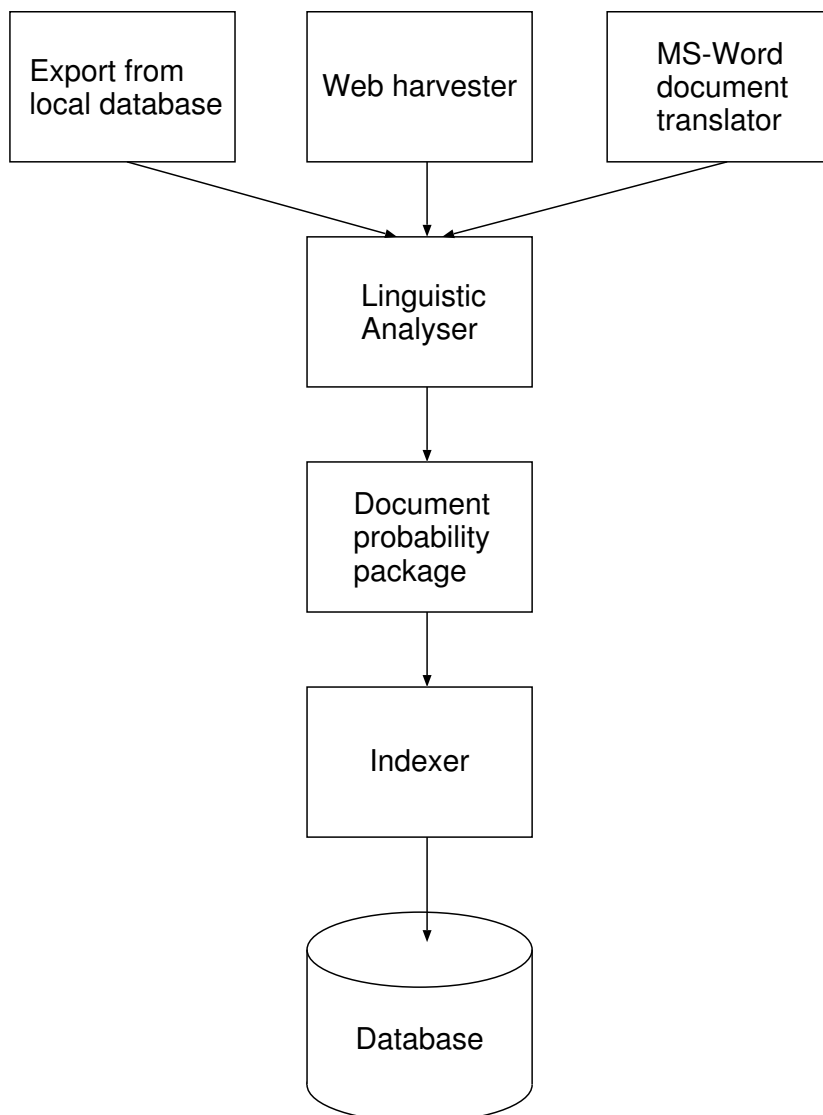 Export from
local database
Web harvester
MS-Word
document
translator
Linguistic
Analyser
Document
probability
package
Indexer
Database